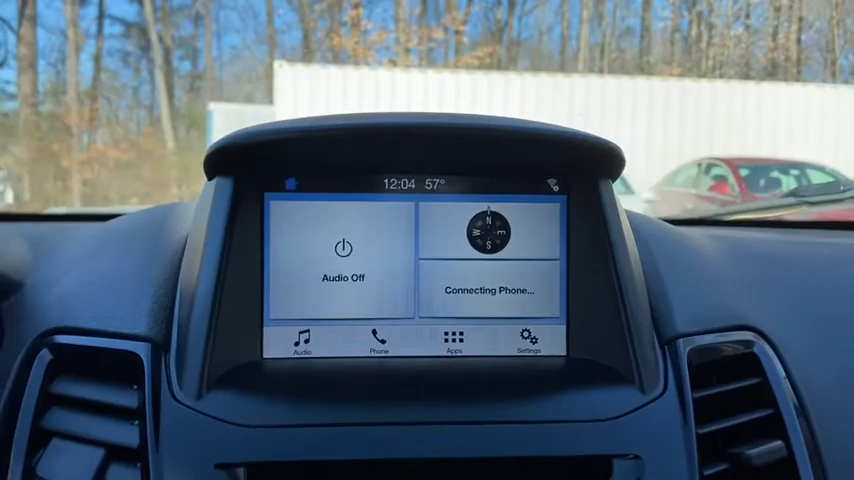 12:04 57°
N
W E
S
Audio Off
Connecting Phone...
Audio Phone Apps Settings